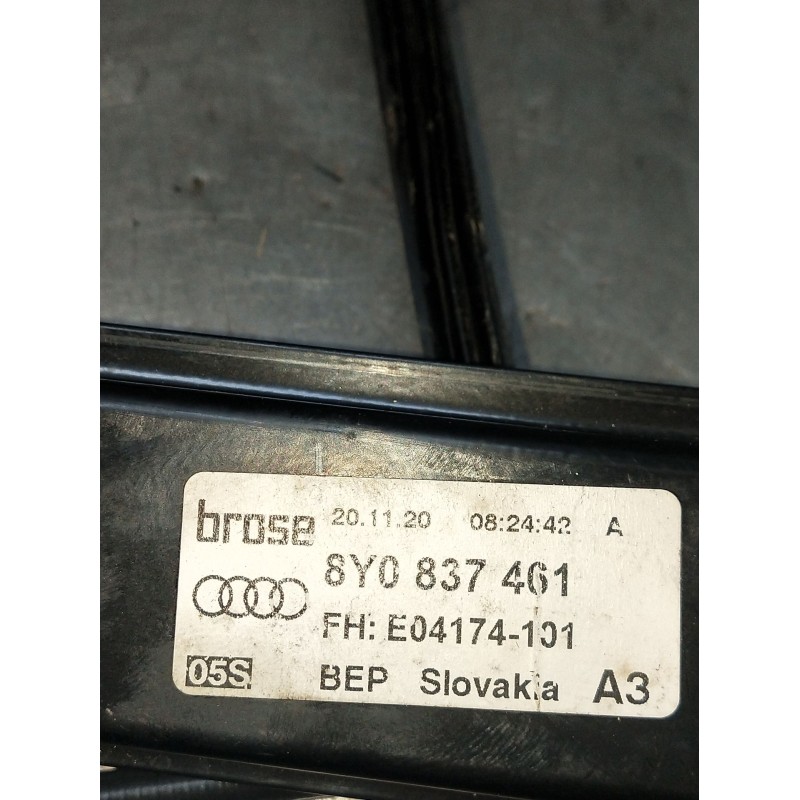 brose 20.11.20 08:24:42 A
8Y0 837 461
FH: E04174-101
05S BEP Slovakia A3